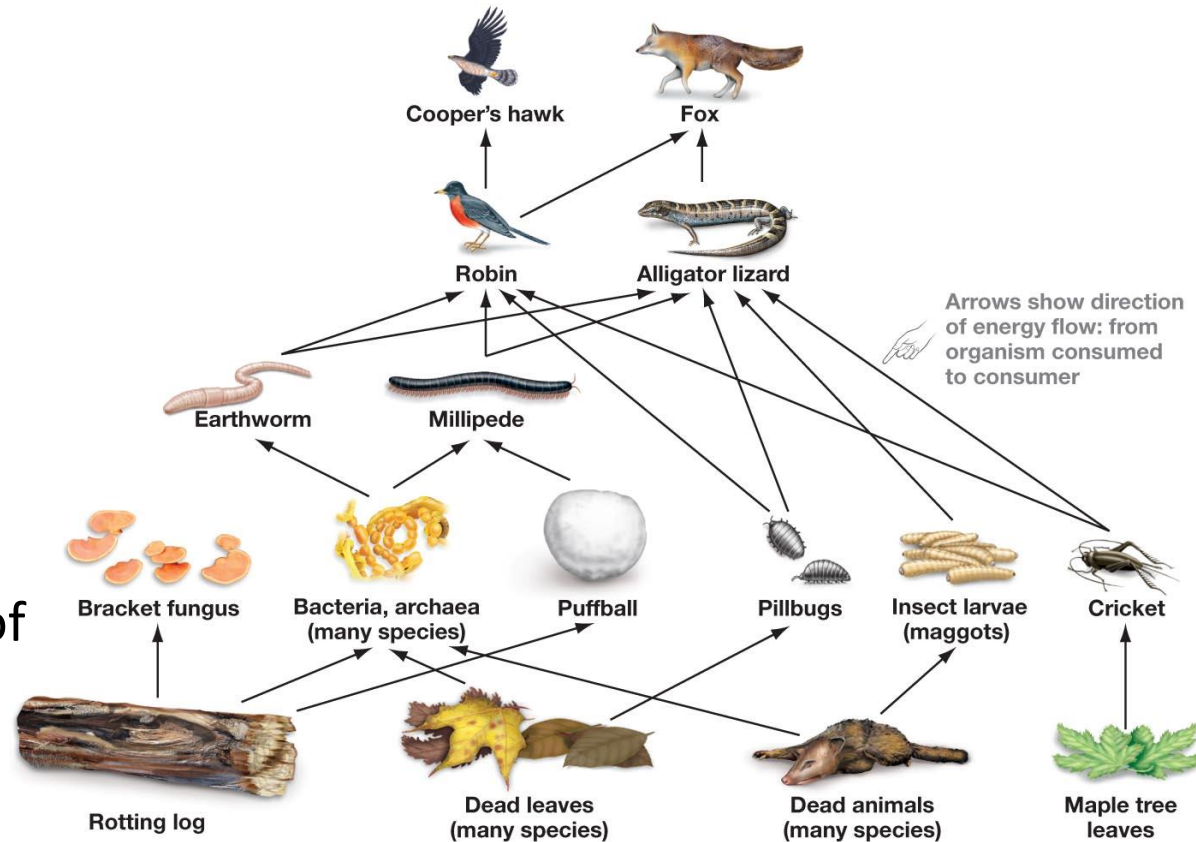 Cooper's hawk
Fox
Robin
Alligator lizard
Arrows show direction
of energy flow: from
organism consumed
to consumer
Earthworm
Millipede
Bracket fungus
Bacteria, archaea
(many species)
Puffball
Pillbugs
Insect larvae
(maggots)
Cricket
of
Rotting log
Dead leaves
(many species)
Dead animals
(many species)
Maple tree
leaves